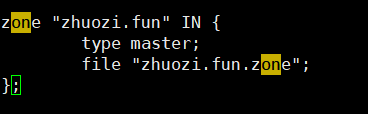 zone "zhuozi.fun" IN {
        type master;
        file "zhuozi.fun.zone";
};